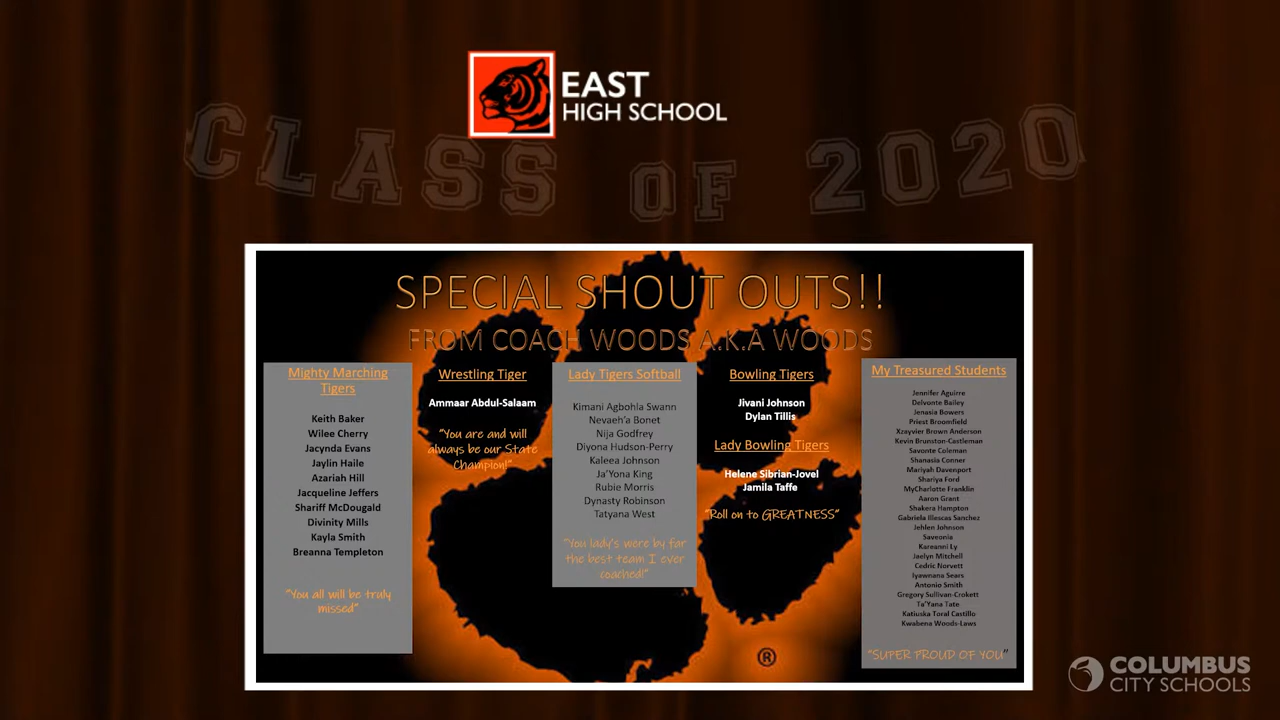 EAST
HIGH SCHOOL
CLASS OF 2020
SPECIAL SHOUT OUTS!!
FROM COACH WOODS A.K.A WOODS
Mighty Marching
Tigers
Keith Baker
Wilee Cherry
Jacynda Evans
Jaylin Haile
Azariah Hill
Jacqueline Jeffers
Shariff McDougald
Divinity Mills
Kayla Smith
Breanna Templeton
"You all will be truly
missed"
Wrestling Tiger
Ammaar Abdul-Salaam
"You are and will
always be our State
Champion!"
Lady Tigers Softball
Kimani Agbohla Swann
Nevaeh'a Bonet
Nija Godfrey
Diyona Hudson-Perry
Kaleea Johnson
Ja'Yona King
Rubie Morris
Dynasty Robinson
Tatyana West
"You lady's were by far
the best team I ever
coached!"
Bowling Tigers
Jivani Johnson
Dylan Tillis
Lady Bowling Tigers
Helene Sibrian-Jovel
Jamila Taffe
"Roll on to GREATNESS"
My Treasured Students
Jennifer Aguirre
Delvonte Bailey
Jenasia Bowers
Priest Broomfield
Xzayvier Brown Anderson
Kevin Brunston-Castleman
Savonte Coleman
Shanasia Conner
Mariyah Davenport
Shariya Ford
MyCharlotte Franklin
Aaron Grant
Shakera Hampton
Gabriela Illescas Sanchez
Jehlen Johnson
Saveonia
Kareanni Ly
Jaelyn Mitchell
Cedric Norvett
Iyawnana Sears
Antonio Smith
Gregory Sullivan-Crokett
Ta'Yana Tate
Katiuska Toral Castillo
Kwabena Woods-Laws
"SUPER PROUD OF YOU"
®
COLUMBUS
CITY SCHOOLS